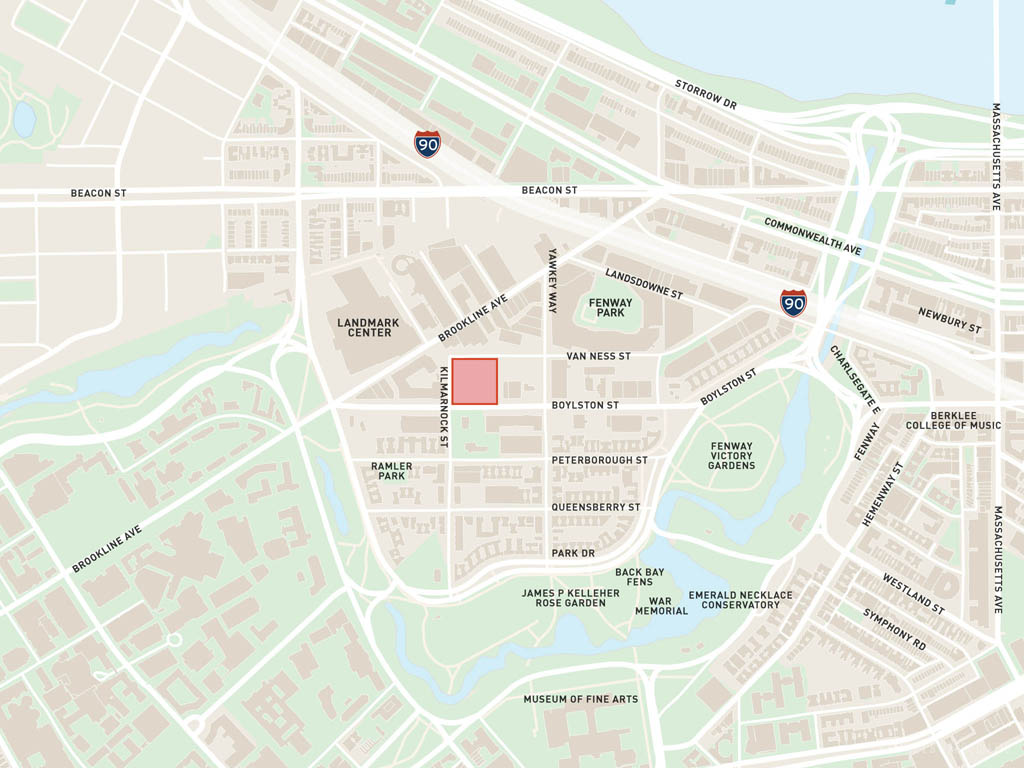 STORROW DR
MASSACHUSETTS AVE
90
BEACON ST
BEACON ST
COMMONWEALTH AVE
YAWKEY WAY
LANDSDOWNE ST
90
FENWAY
PARK
BROOKLINE AVE
NEWBURY ST
LANDMARK
CENTER
VAN NESS ST
KILMARNOCK ST
BOYLSTON ST
CHARLSEGATE E
BOYLSTON ST
BERKLEE
COLLEGE OF MUSIC
FENWAY
FENWAY
VICTORY
GARDENS
PETERBOROUGH ST
RAMLER
PARK
HEMENWAY ST
QUEENSBERRY ST
MASSACHUSETTS AVE
BROOKLINE AVE
PARK DR
BACK BAY
FENS
JAMES P KELLEHER
ROSE GARDEN
WAR
MEMORIAL
EMERALD NECKLACE
CONSERVATORY
WESTLAND ST
SYMPHONY RD
MUSEUM OF FINE ARTS